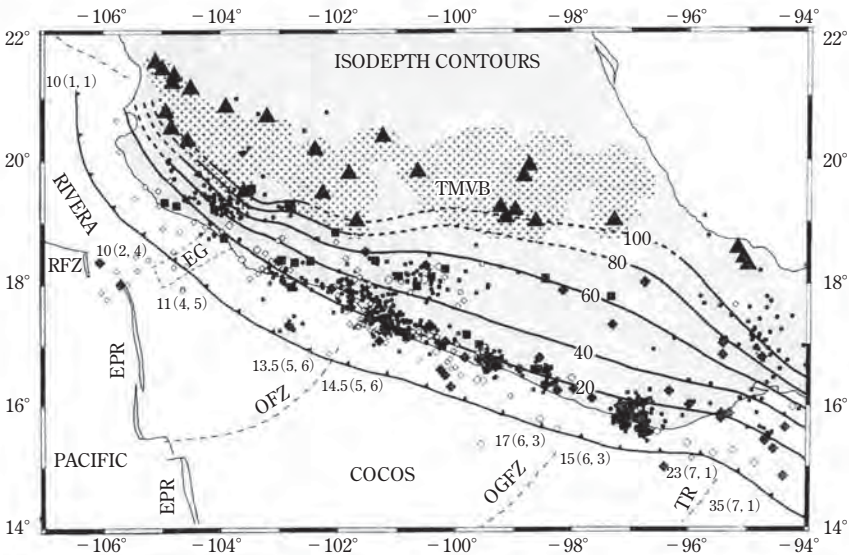 −106 −104 −102 −100 −98 −96 −94
22° 22°
ISODEPTH CONTOURS
10(1, 1)
20° 20°
TMVB
RIVERA
100
10(2, 4)
EG
80
RFZ
18° 18°
60
11(4, 5)
EPR
40
13.5(5, 6)
14.5(5, 6)
20
OFZ
16° 16°
17(6, 3)
PACIFIC
15(6, 3)
COCOS
23(7, 1)
EPR
OGFZ
TR
35(7, 1)
14° 14°
−106 −104 −102 −100 −98 −96 −94